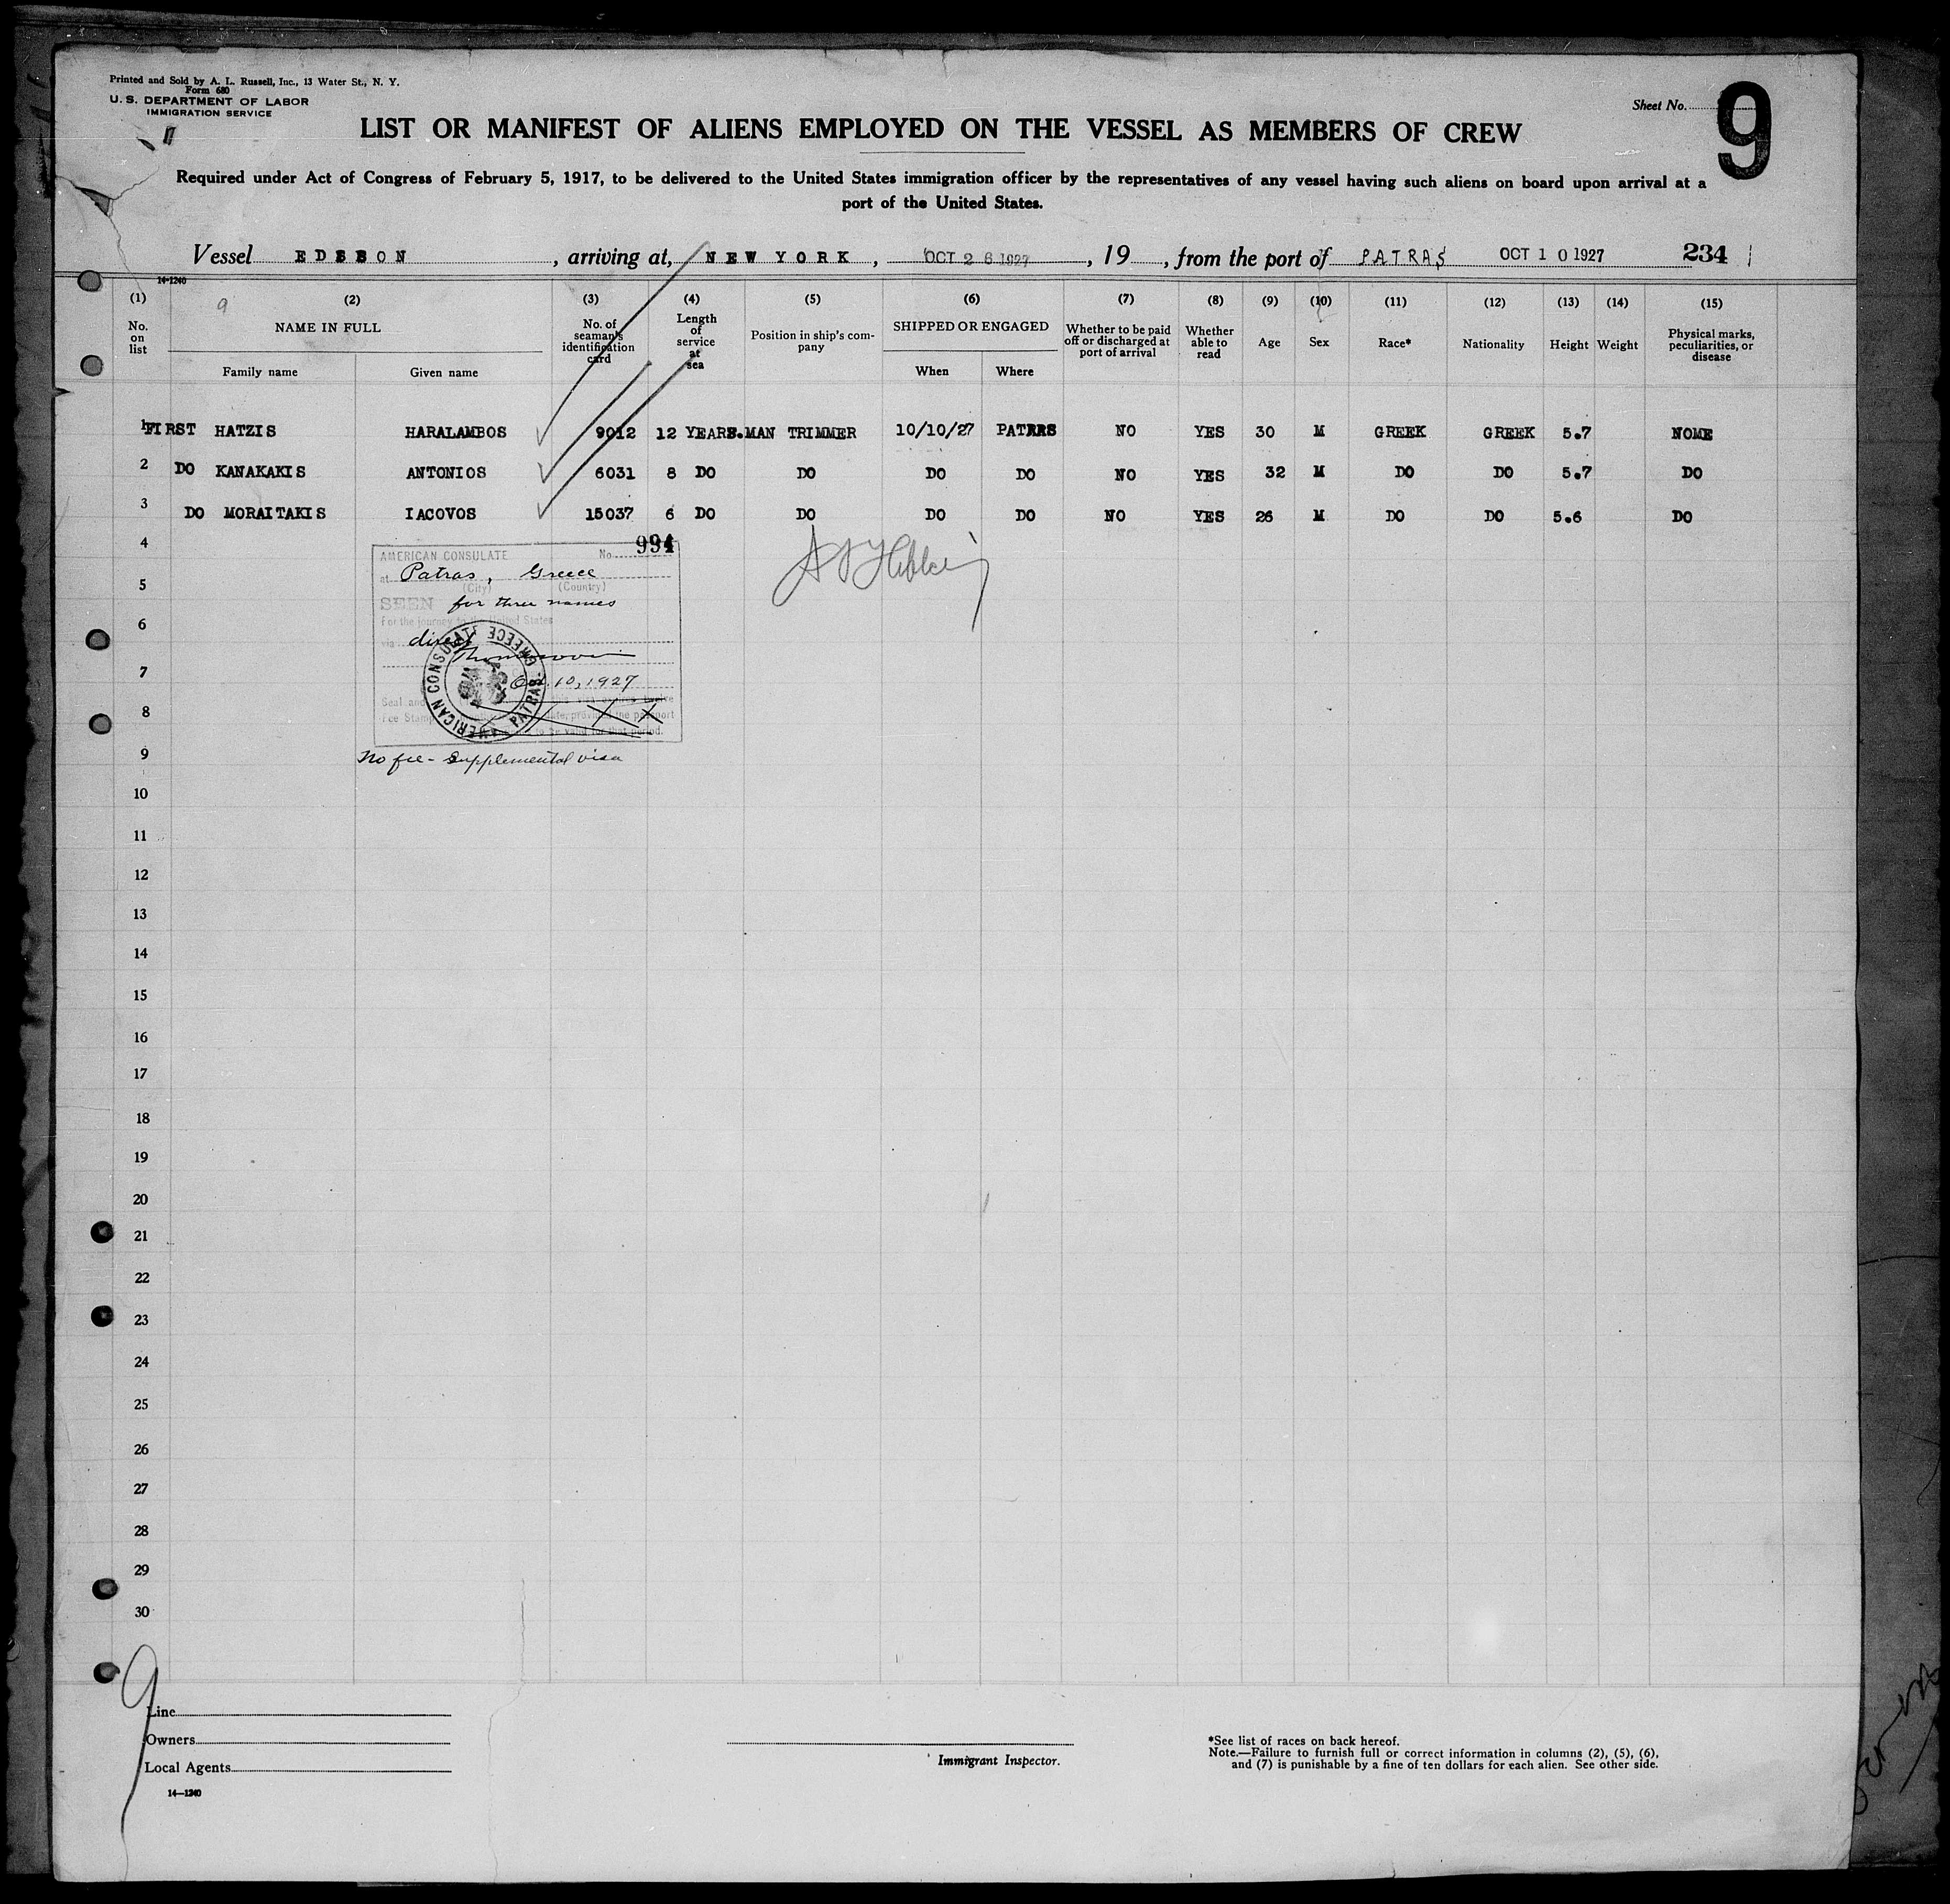 Printed and Sold by A. L. Russell, Inc., 13 Water St., N. Y.
Form 680
U. S. DEPARTMENT OF LABOR
IMMIGRATION SERVICE
Sheet No. 9
LIST OR MANIFEST OF ALIENS EMPLOYED ON THE VESSEL AS MEMBERS OF CREW
Required under Act of Congress of February 5, 1917, to be delivered to the United States immigration officer by the representatives of any vessel having such aliens on board upon arrival at a
port of the United States.
Vessel EDSSON, arriving at, NEW YORK, OCT 26 1927, 19, from the port of PATRAS OCT 10 1927 234
14-1240
9
(1) (2) (3) (4) (5) (6) (7) (8) (9) (10) (11) (12) (13) (14) (15)
No. on list NAME IN FULL No. of seaman's identification card Length of service at sea Position in ship's company SHIPPED OR ENGAGED Whether to be paid off or discharged at port of arrival Whether able to read Age Sex Race* Nationality Height Weight Physical marks, peculiarities, or disease
Family name Given name When Where
1 FIRST HATZIS HARALAMBOS 9012 12 YEARS.MAN TRIMMER 10/10/27 PATRRS NO YES 30 M GREEK GREEK 5.7 NOME
2 DO KANAKAKIS ANTONIOS 6031 8 DO DO DO DO NO YES 32 M DO DO 5.7 DO
3 DO MORAITAKIS IACOVOS 15037 6 DO DO DO DO NO YES 26 M DO DO 5.6 DO
4
AMERICAN CONSULATE No. 994
at Patras, Greece
(City) (Country)
5
SEEN for three names
For the journey to the United States
6
via direct
AMERICAN CONSULATE PATRAS, GREECE
7
Oct. 10, 1927
8
9
No fee - Supplemental visa
10
11
12
13
14
15
16
17
18
19
20
21
22
23
24
25
26
27
28
29
30
9
Line
Owners
Local Agents
14—1240
Immigrant Inspector.
*See list of races on back hereof.
Note.—Failure to furnish full or correct information in columns (2), (5), (6),
and (7) is punishable by a fine of ten dollars for each alien. See other side.